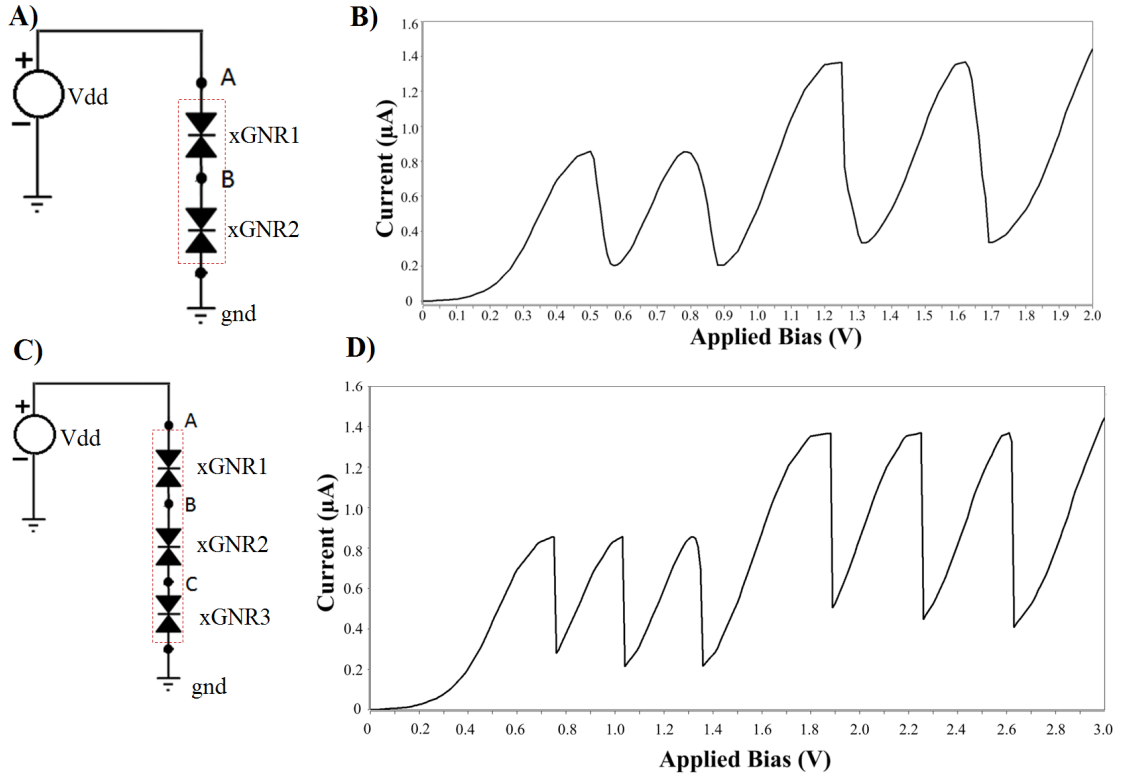 A)
+
Vdd
−
A
xGNR1
B
xGNR2
gnd
B)
Current (µA)
1.6
1.4
1.2
1.0
0.8
0.6
0.4
0.2
0
0 0.1 0.2 0.3 0.4 0.5 0.6 0.7 0.8 0.9 1.0 1.1 1.2 1.3 1.4 1.5 1.6 1.7 1.8 1.9 2.0
Applied Bias (V)
C)
+
Vdd
−
A
xGNR1
B
xGNR2
C
xGNR3
gnd
D)
Current (µA)
1.6
1.4
1.2
1.0
0.8
0.6
0.4
0.2
0
0 0.2 0.4 0.6 0.8 1.0 1.2 1.4 1.6 1.8 2.0 2.2 2.4 2.6 2.8 3.0
Applied Bias (V)